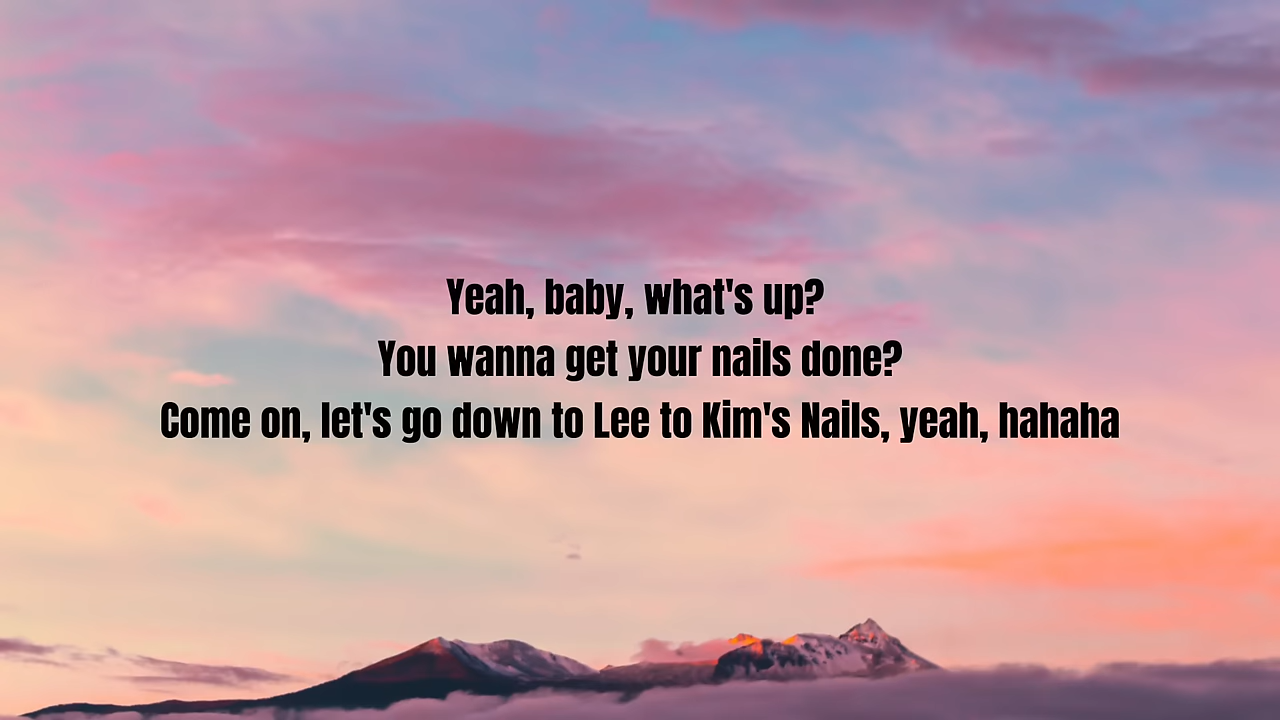 Yeah, baby, what's up?
You wanna get your nails done?
Come on, let's go down to Lee to Kim's Nails, yeah, hahaha